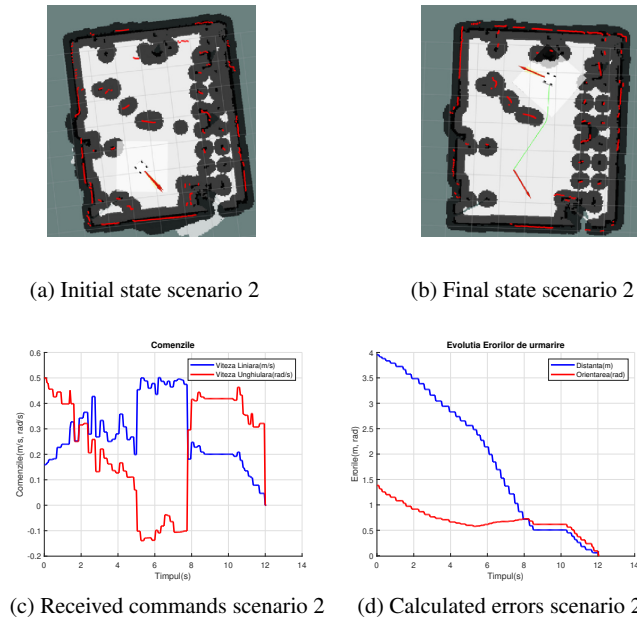 (a) Initial state scenario 2
(b) Final state scenario 2
Comenzile
Viteza Liniara(m/s)
Viteza Unghiulara(rad/s)
Comenzile(m/s, rad/s)
0.6
0.5
0.4
0.3
0.2
0.1
0
-0.1
-0.2
0 2 4 6 8 10 12 14
Timpul(s)
Evolutia Erorilor de urmarire
Distanta(m)
Orientarea(rad)
Erorile(m, rad)
4
3.5
3
2.5
2
1.5
1
0.5
0
0 2 4 6 8 10 12 14
Timpul(s)
(c) Received commands scenario 2
(d) Calculated errors scenario 2